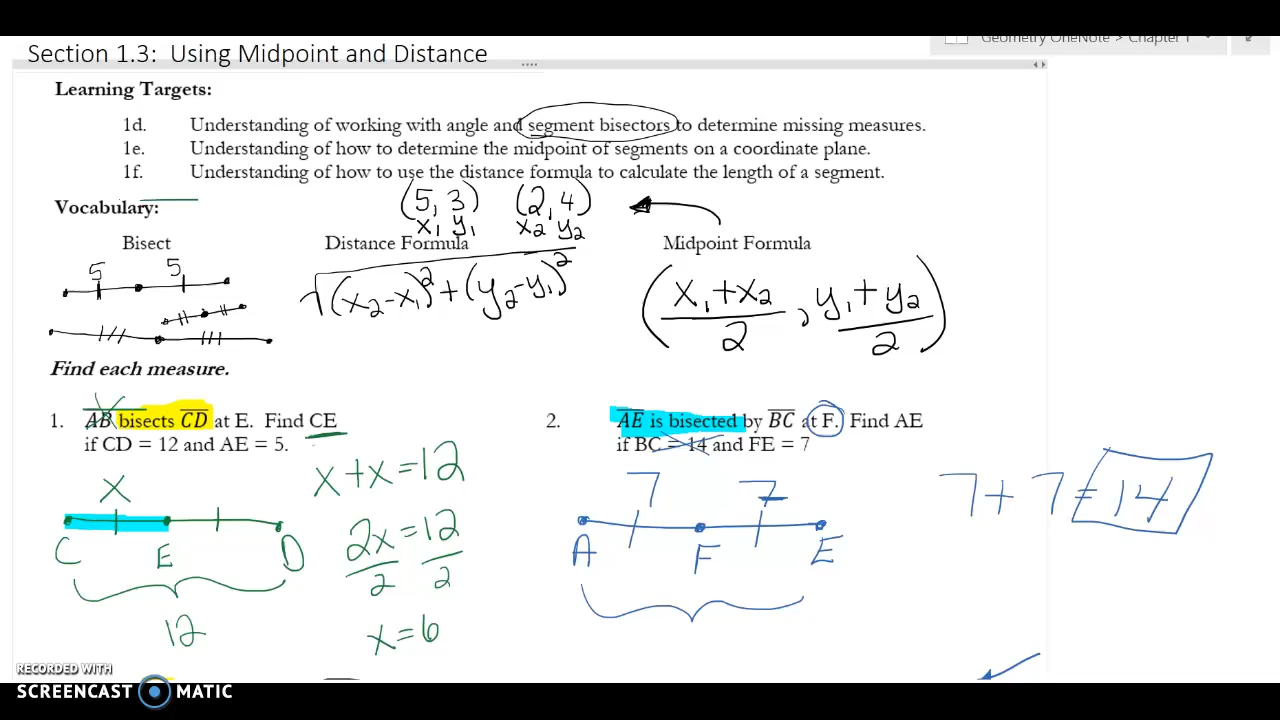 Geometry OneNote > Chapter 1
Section 1.3: Using Midpoint and Distance
Learning Targets:
1d. Understanding of working with angle and segment bisectors to determine missing measures.
1e. Understanding of how to determine the midpoint of segments on a coordinate plane.
1f. Understanding of how to use the distance formula to calculate the length of a segment.
(5, 3) (2, 4)
x₁ y₁ x₂ y₂
Vocabulary:
Bisect Distance Formula Midpoint Formula
5 5
√(x₂-x₁)²+(y₂-y₁)²
(x₁+x₂/2, y₁+y₂/2)
Find each measure.
1. AB bisects CD at E. Find CE
if CD = 12 and AE = 5.
x
C E D
12
x+x=12
2x=12
2 2
x=6
2. AE is bisected by BC at F. Find AE
if BC = 14 and FE = 7
7 7
A F E
7+7=14
RECORDED WITH
SCREENCAST MATIC